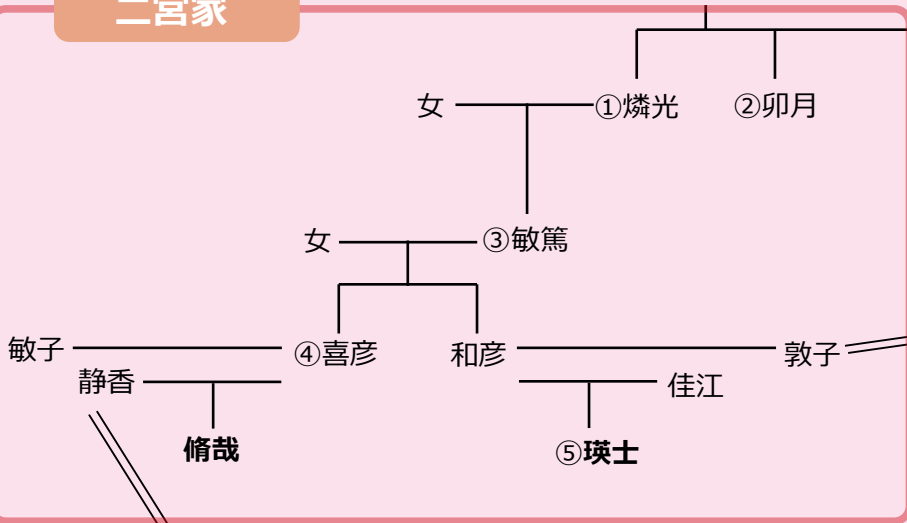 二宮家
女
①燐光
②卯月
女
③敏篤
敏子
④喜彦
和彦
敦子
静香
佳江
脩哉
⑤瑛士